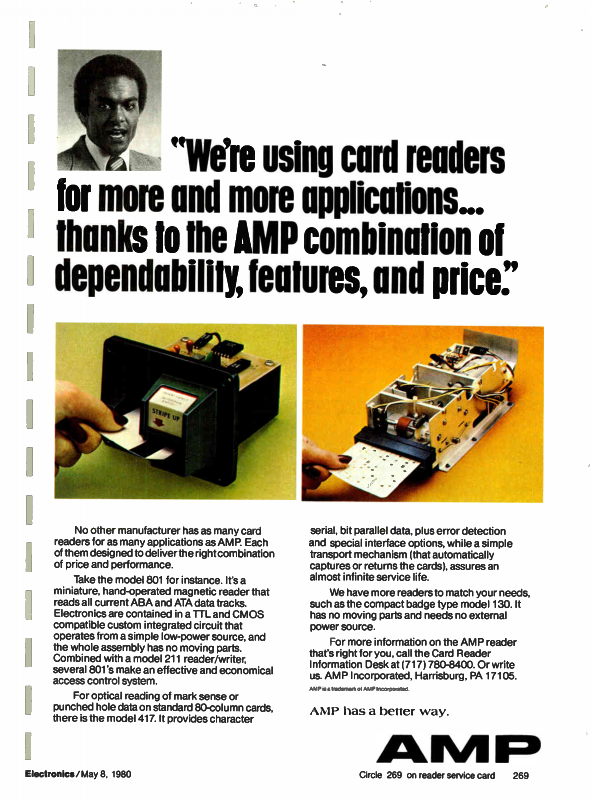 "We're using card readers
for more and more applications...
thanks to the AMP combination of
dependability, features, and price."
STRIPE UP
No other manufacturer has as many card
readers for as many applications as AMP. Each
of them designed to deliver the right combination
of price and performance.
Take the model 801 for instance. It's a
miniature, hand-operated magnetic reader that
reads all current ABA and ATA data tracks.
Electronics are contained in a TTL and CMOS
compatible custom integrated circuit that
operates from a simple low-power source, and
the whole assembly has no moving parts.
Combined with a model 211 reader/writer,
several 801's make an effective and economical
access control system.
For optical reading of mark sense or
punched hole data on standard 80-column cards,
there is the model 417. It provides character
serial, bit parallel data, plus error detection
and special interface options, while a simple
transport mechanism (that automatically
captures or returns the cards), assures an
almost infinite service life.
We have more readers to match your needs,
such as the compact badge type model 130. It
has no moving parts and needs no external
power source.
For more information on the AMP reader
that's right for you, call the Card Reader
Information Desk at (717) 780-8400. Or write
us. AMP Incorporated, Harrisburg, PA 17105.
AMP is a trademark of AMP Incorporated.
AMP has a better way.
AMP
Electronics/May 8, 1980
Circle 269 on reader service card 269